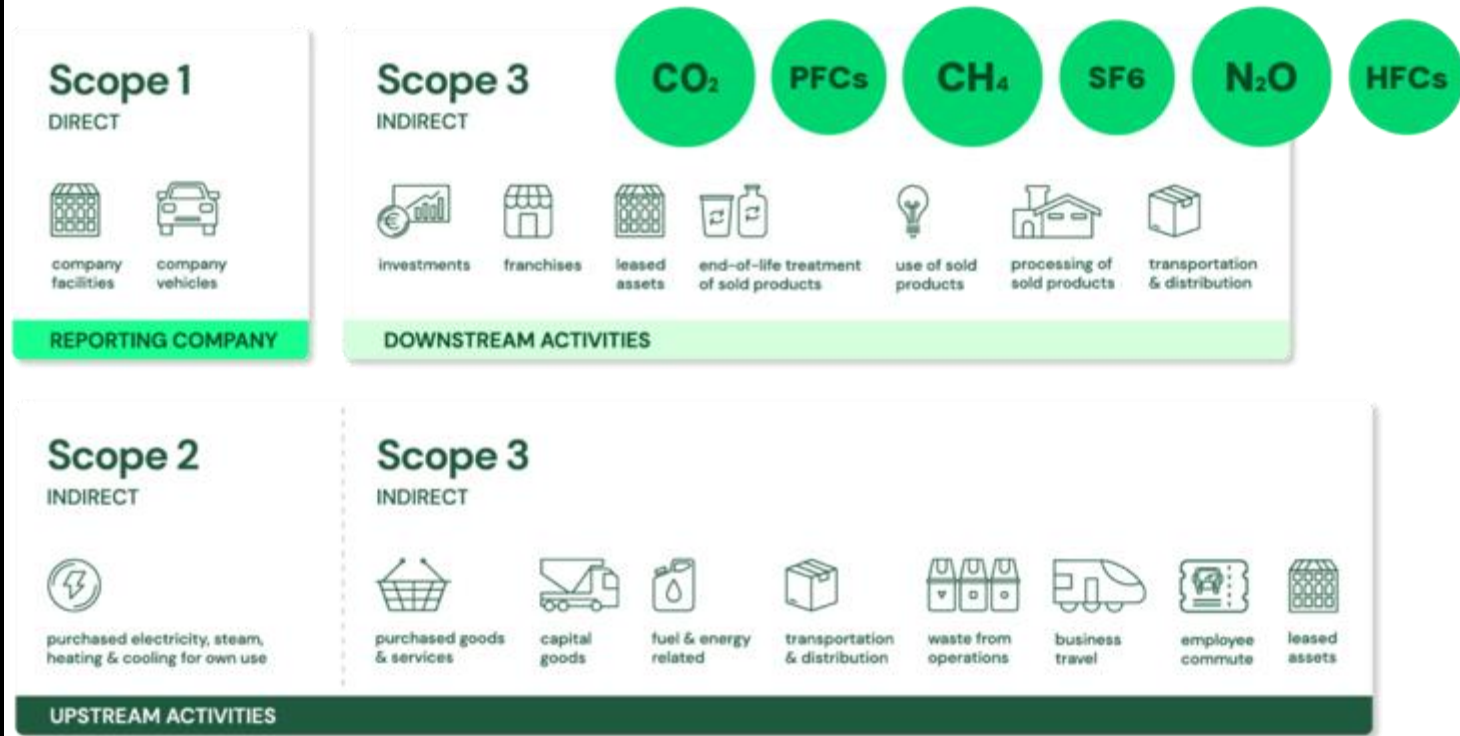 Scope 1
DIRECT
company
facilities
company
vehicles
REPORTING COMPANY
Scope 3
INDIRECT
CO₂
PFCs
CH₄
SF6
N₂O
HFCs
investments
franchises
leased
assets
end-of-life treatment
of sold products
use of sold
products
processing of
sold products
transportation
& distribution
DOWNSTREAM ACTIVITIES
Scope 2
INDIRECT
purchased electricity, steam,
heating & cooling for own use
Scope 3
INDIRECT
purchased goods
& services
capital
goods
fuel & energy
related
transportation
& distribution
waste from
operations
business
travel
employee
commute
leased
assets
UPSTREAM ACTIVITIES